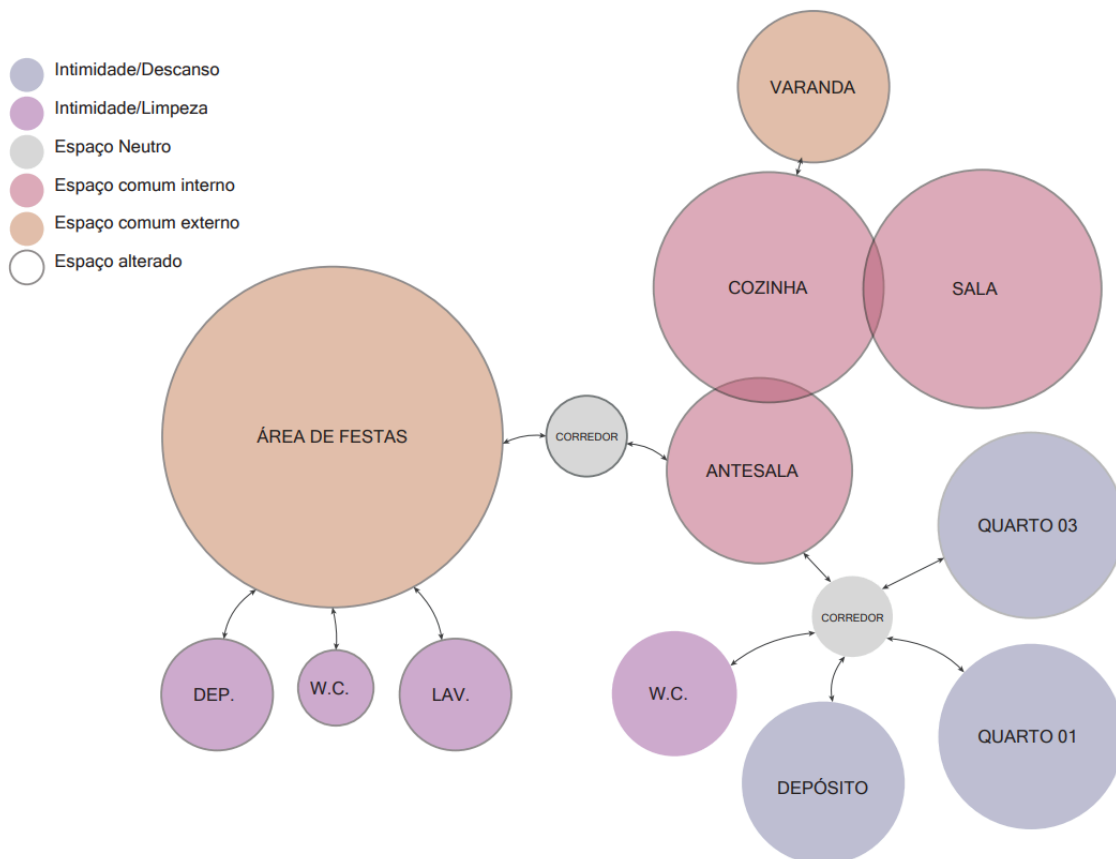 Intimidade/Descanso
Intimidade/Limpeza
Espaço Neutro
Espaço comum interno
Espaço comum externo
Espaço alterado
VARANDA
COZINHA
SALA
ÁREA DE FESTAS
CORREDOR
ANTESALA
QUARTO 03
CORREDOR
DEP.
W.C.
LAV.
W.C.
QUARTO 01
DEPÓSITO